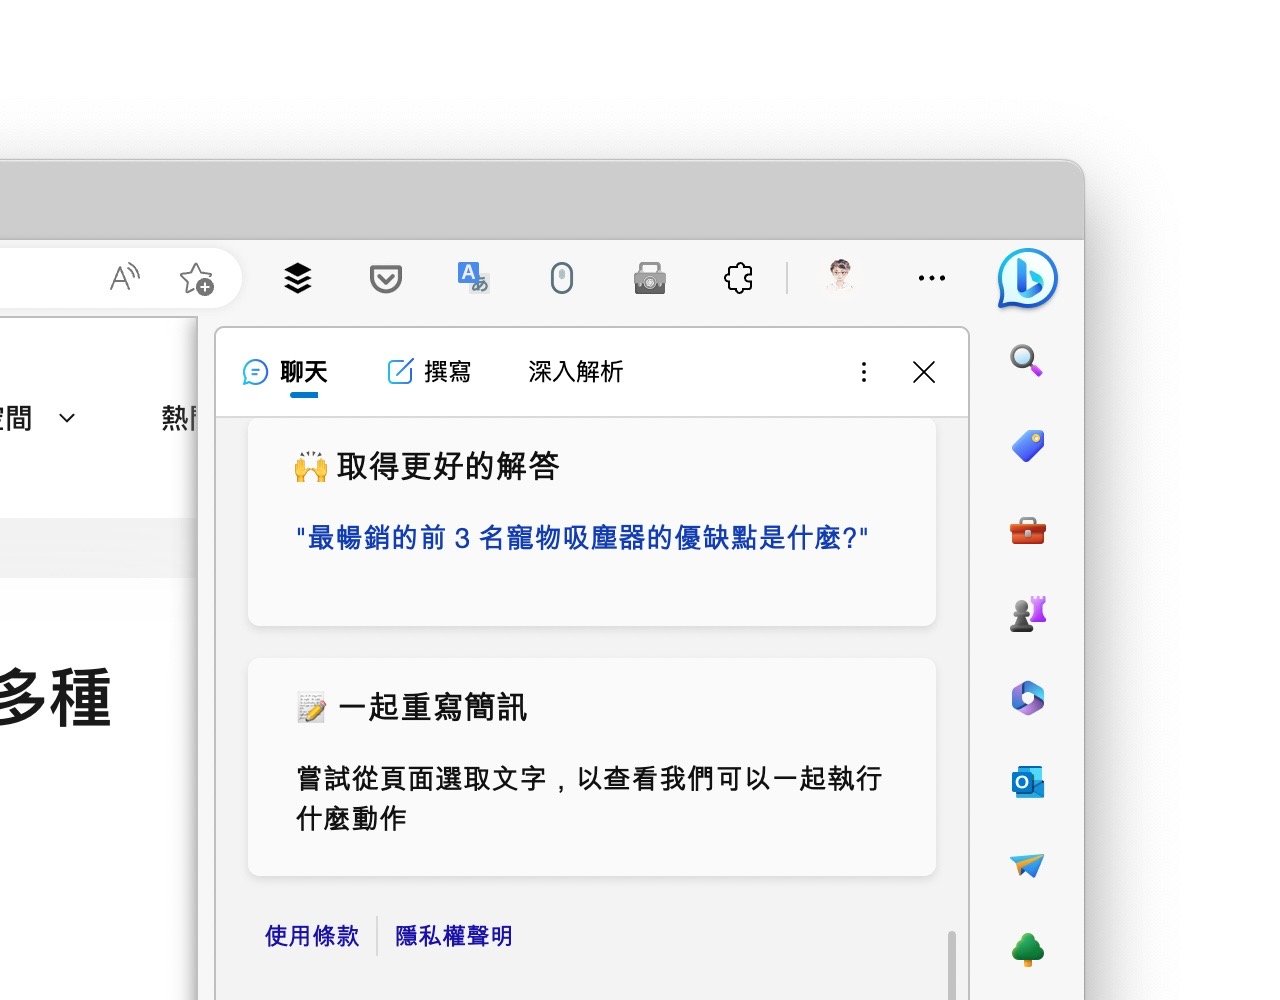 聊天
撰寫
深入解析
空間
熱門
🙌 取得更好的解答
"最暢銷的前 3 名寵物吸塵器的優缺點是什麼?"
多種
📝 一起重寫簡訊
嘗試從頁面選取文字，以查看我們可以一起執行
什麼動作
使用條款
隱私權聲明